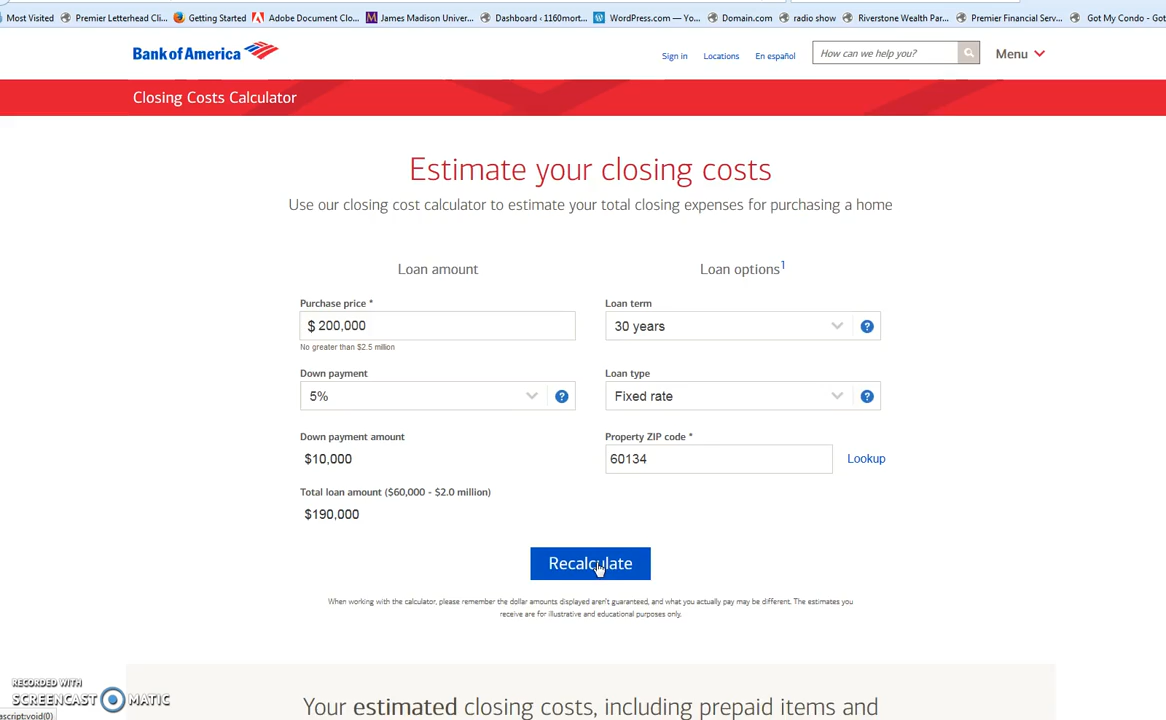 Most Visited Premier Letterhead Cli... Getting Started Adobe Document Clo... James Madison Univer... Dashboard ‹ 1160mort... WordPress.com — Yo... Domain.com radio show Riverstone Wealth Par... Premier Financial Serv... Got My Condo - Got
Bank of America
Sign in Locations En español How can we help you? Menu
Closing Costs Calculator
Estimate your closing costs
Use our closing cost calculator to estimate your total closing expenses for purchasing a home
Loan amount
Loan options1
Purchase price *
$ 200,000
No greater than $2.5 million
Loan term
30 years
?
Down payment
5%
?
Loan type
Fixed rate
?
Down payment amount
$10,000
Property ZIP code *
60134
Lookup
Total loan amount ($60,000 - $2.0 million)
$190,000
Recalculate
When working with the calculator, please remember the dollar amounts displayed aren't guaranteed, and what you actually pay may be different. The estimates you
receive are for illustrative and educational purposes only.
Your estimated closing costs, including prepaid items and
RECORDED WITH
SCREENCAST MATIC
ascript:void(0)